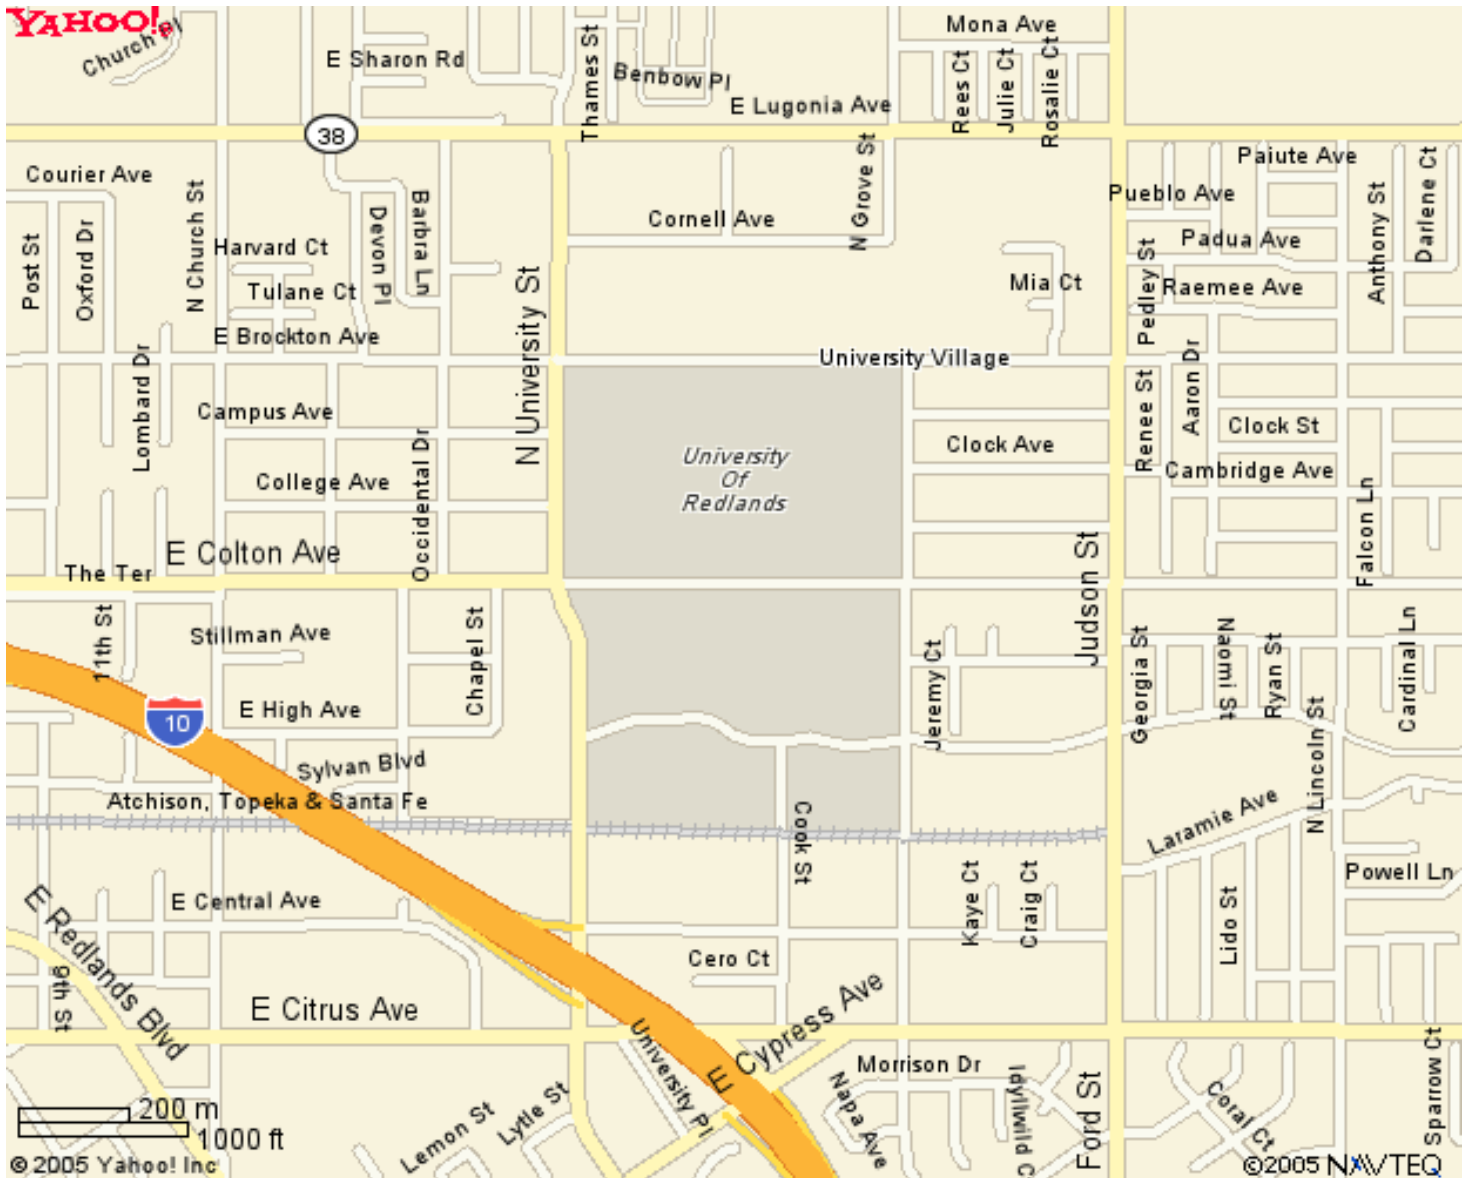 YAHOO!
Church Pl
E Sharon Rd
Thames St
Benbow Pl
E Lugonia Ave
Mona Ave
Rees Ct
Julie Ct
Rosalie Ct
38
Courier Ave
N Church St
Post St
Oxford Dr
Harvard Ct
Tulane Ct
Devon Pl
Barbra Ln
E Brockton Ave
N University St
Cornell Ave
N Grove St
Mia Ct
University Village
Paiute Ave
Pueblo Ave
Padua Ave
Raemee Ave
Pedley St
Anthony St
Darlene Ct
Lombard Dr
Campus Ave
College Ave
Occidental Dr
University
Of
Redlands
Clock Ave
Renee St
Aaron Dr
Clock St
Cambridge Ave
Falcon Ln
E Colton Ave
The Ter
11th St
Stillman Ave
Chapel St
10
E High Ave
Sylvan Blvd
Atchison, Topeka & Santa Fe
Jeremy Ct
Judson St
Georgia St
Naomi St
Ryan St
N Lincoln St
Cardinal Ln
Laramie Ave
Cook St
E Central Ave
E Redlands Blvd
9th St
E Citrus Ave
Cero Ct
Kaye Ct
Craig Ct
Lido St
Powell Ln
University Pl
E Cypress Ave
Morrison Dr
Napa Ave
Idyllwild C
Ford St
Coral Ct
Sparrow Ct
Lemon St
Lytle St
200 m
1000 ft
© 2005 Yahoo! Inc
©2005 NAVTEQ